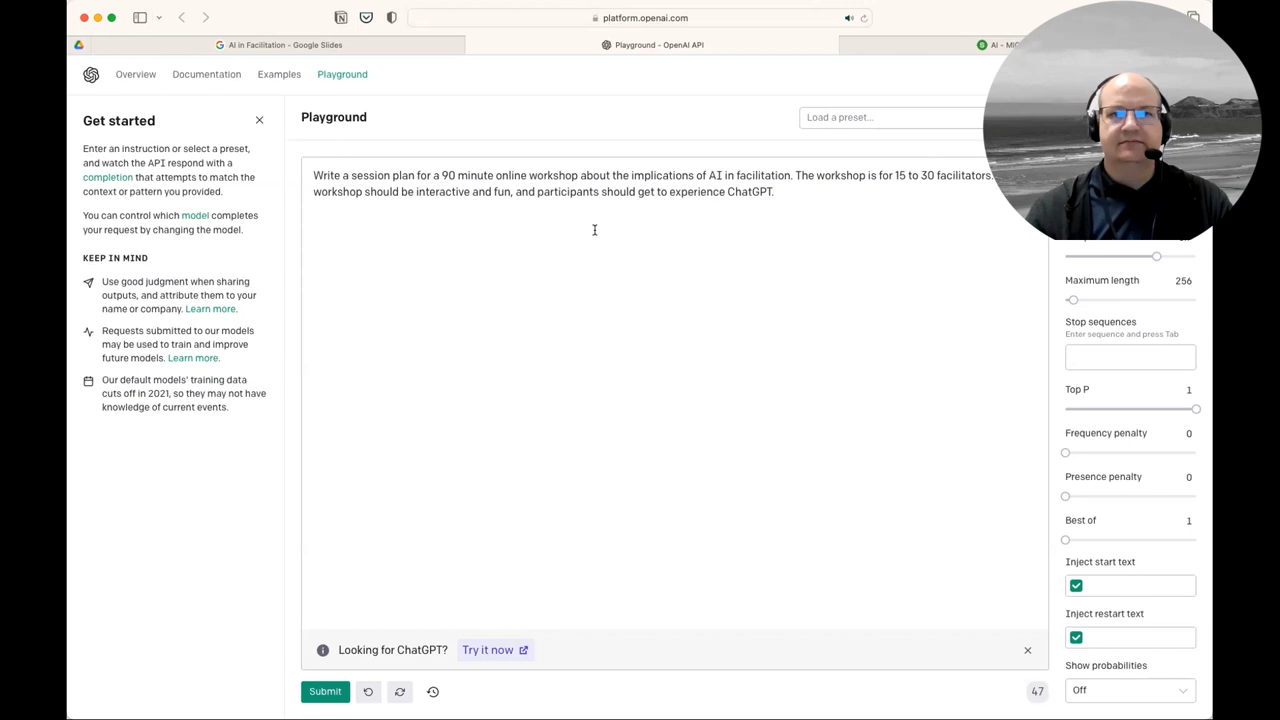 platform.openai.com
AI in Facilitation - Google Slides
Playground - OpenAI API
Overview
Documentation
Examples
Playground
Get started
Enter an instruction or select a preset,
and watch the API respond with a
completion that attempts to match the
context or pattern you provided.
You can control which model completes
your request by changing the model.
KEEP IN MIND
Use good judgment when sharing
outputs, and attribute them to your
name or company. Learn more.
Requests submitted to our models
may be used to train and improve
future models. Learn more.
Our default models' training data
cuts off in 2021, so they may not have
knowledge of current events.
Playground
Load a preset...
Write a session plan for a 90 minute online workshop about the implications of AI in facilitation. The workshop is for 15 to 30 facilitators.
workshop should be interactive and fun, and participants should get to experience ChatGPT.
Looking for ChatGPT? Try it now
Submit
47
Maximum length 256
Stop sequences
Enter sequence and press Tab
Top P 1
Frequency penalty 0
Presence penalty 0
Best of 1
Inject start text
Inject restart text
Show probabilities
Off